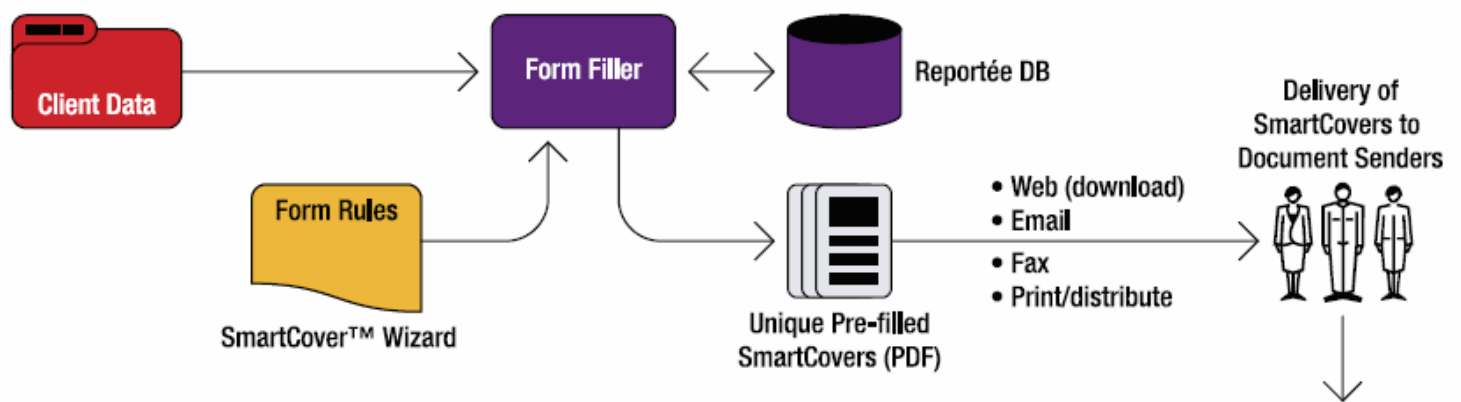 Client Data
Form Filler
Reportée DB
Form Rules
SmartCover™ Wizard
Unique Pre-filled
SmartCovers (PDF)
• Web (download)
• Email
• Fax
• Print/distribute
Delivery of
SmartCovers to
Document Senders